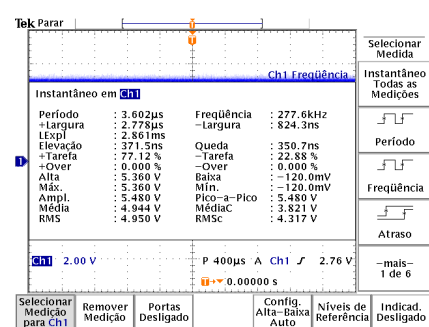 Tek Parar
Ch1 Freqüência
Selecionar
Medida
Instantâneo
Todas as
Medições
Período
Freqüência
Atraso
–mais–
1 de 6
Instantâneo em Ch1
Período : 3.602µs Freqüência : 277.6kHz
+Largura : 2.778µs –Largura : 824.3ns
LExpl : 2.861ms
Elevação : 371.5ns Queda : 350.7ns
+Tarefa : 77.12 % –Tarefa : 22.88 %
+Over : 0.000 % –Over : 0.000 %
Alta : 5.360 V Baixa : –120.0mV
Máx. : 5.360 V Mín. : –120.0mV
Ampl. : 5.480 V Pico–a–Pico : 5.480 V
Média : 4.944 V MédiaC : 3.821 V
RMS : 4.950 V RMSc : 4.317 V
1
Ch1 2.00 V P 400µs A Ch1 2.76 V
0.00000 s
Selecionar
Medição
para Ch1
Remover
Medição
Portas
Desligado
Config.
Alta–Baixa
Auto
Níveis de
Referência
Indicad.
Desligado